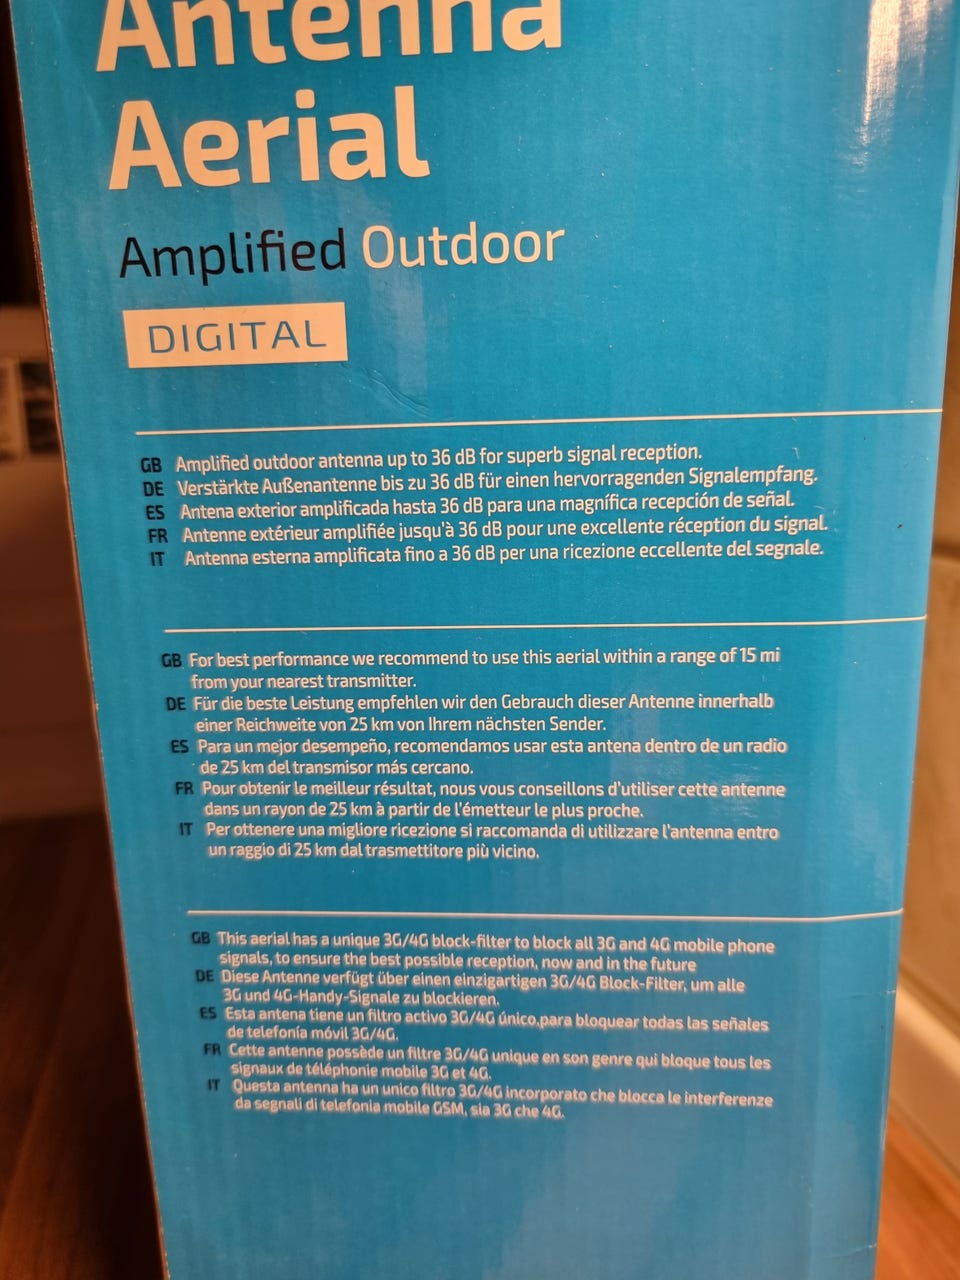 Antenna
Aerial
Amplified Outdoor
DIGITAL
GB Amplified outdoor antenna up to 36 dB for superb signal reception.
DE Verstärkte Außenantenne bis zu 36 dB für einen hervorragenden Signalempfang.
ES Antena exterior amplificada hasta 36 dB para una magnífica recepción de señal.
FR Antenne extérieur amplifiée jusqu'à 36 dB pour une excellente réception du signal.
IT Antenna esterna amplificata fino a 36 dB per una ricezione eccellente del segnale.
GB For best performance we recommend to use this aerial within a range of 15 mi
from your nearest transmitter.
DE Für die beste Leistung empfehlen wir den Gebrauch dieser Antenne innerhalb
einer Reichweite von 25 km von Ihrem nächsten Sender.
ES Para un mejor desempeño, recomendamos usar esta antena dentro de un radio
de 25 km del transmisor más cercano.
FR Pour obtenir le meilleur résultat, nous vous conseillons d'utiliser cette antenne
dans un rayon de 25 km à partir de l'émetteur le plus proche.
IT Per ottenere una migliore ricezione si raccomanda di utilizzare l'antenna entro
un raggio di 25 km dal trasmettitore più vicino.
GB This aerial has a unique 3G/4G block-filter to block all 3G and 4G mobile phone
signals, to ensure the best possible reception, now and in the future
DE Diese Antenne verfügt über einen einzigartigen 3G/4G Block-Filter, um alle
3G und 4G-Handy-Signale zu blockieren.
ES Esta antena tiene un filtro activo 3G/4G único,para bloquear todas las señales
de telefonía móvil 3G/4G.
FR Cette antenne possède un filtre 3G/4G unique en son genre qui bloque tous les
signaux de téléphonie mobile 3G et 4G.
IT Questa antenna ha un unico filtro 3G/4G incorporato che blocca le interferenze
da segnali di telefonia mobile GSM, sia 3G che 4G.